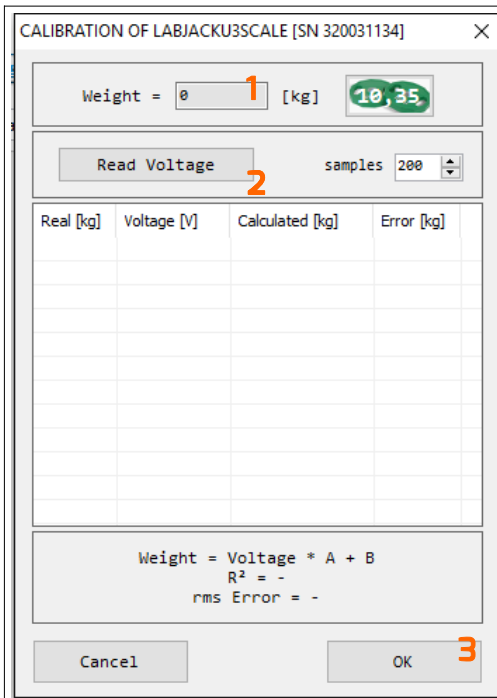 CALIBRATION OF LABJACKU3SCALE [SN 320031134]
Weight = 0 1 [kg] 10,35
Read Voltage 2 samples 200
Real [kg] Voltage [V] Calculated [kg] Error [kg]
Weight = Voltage * A + B
R² = -
rms Error = -
Cancel OK 3